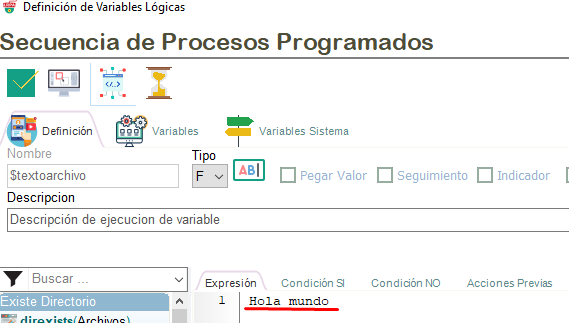 Definición de Variables Lógicas
Secuencia de Procesos Programados
Definición Variables Variables Sistema
Nombre Tipo
$textoarchivo F AB Pegar Valor Seguimiento Indicador
Descripcion
Descripción de ejecucion de variable
Buscar ... Expresión Condición SI Condición NO Acciones Previas
Existe Directorio 1 Hola mundo
direxists(Archivos)